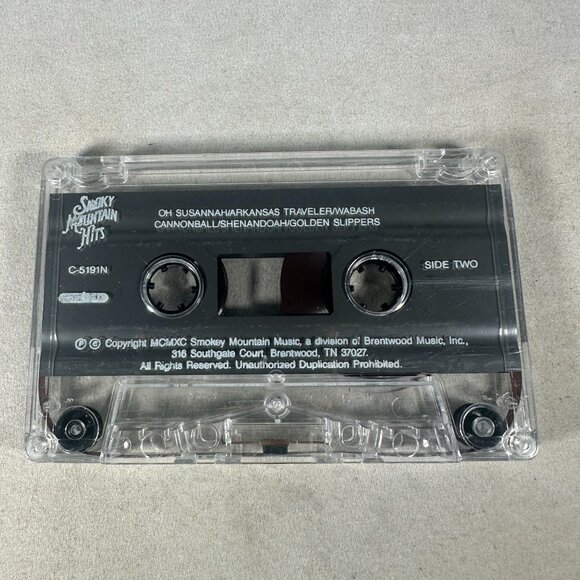 SMOKY
MOUNTAIN
HITS
OH SUSANNAH/ARKANSAS TRAVELER/WABASH
CANNONBALL/SHENANDOAH/GOLDEN SLIPPERS
C-5191N
SIDE TWO
Ⓟ © Copyright MCMXC Smokey Mountain Music, a division of Brentwood Music, Inc.,
316 Southgate Court, Brentwood, TN 37027.
All Rights Reserved. Unauthorized Duplication Prohibited.